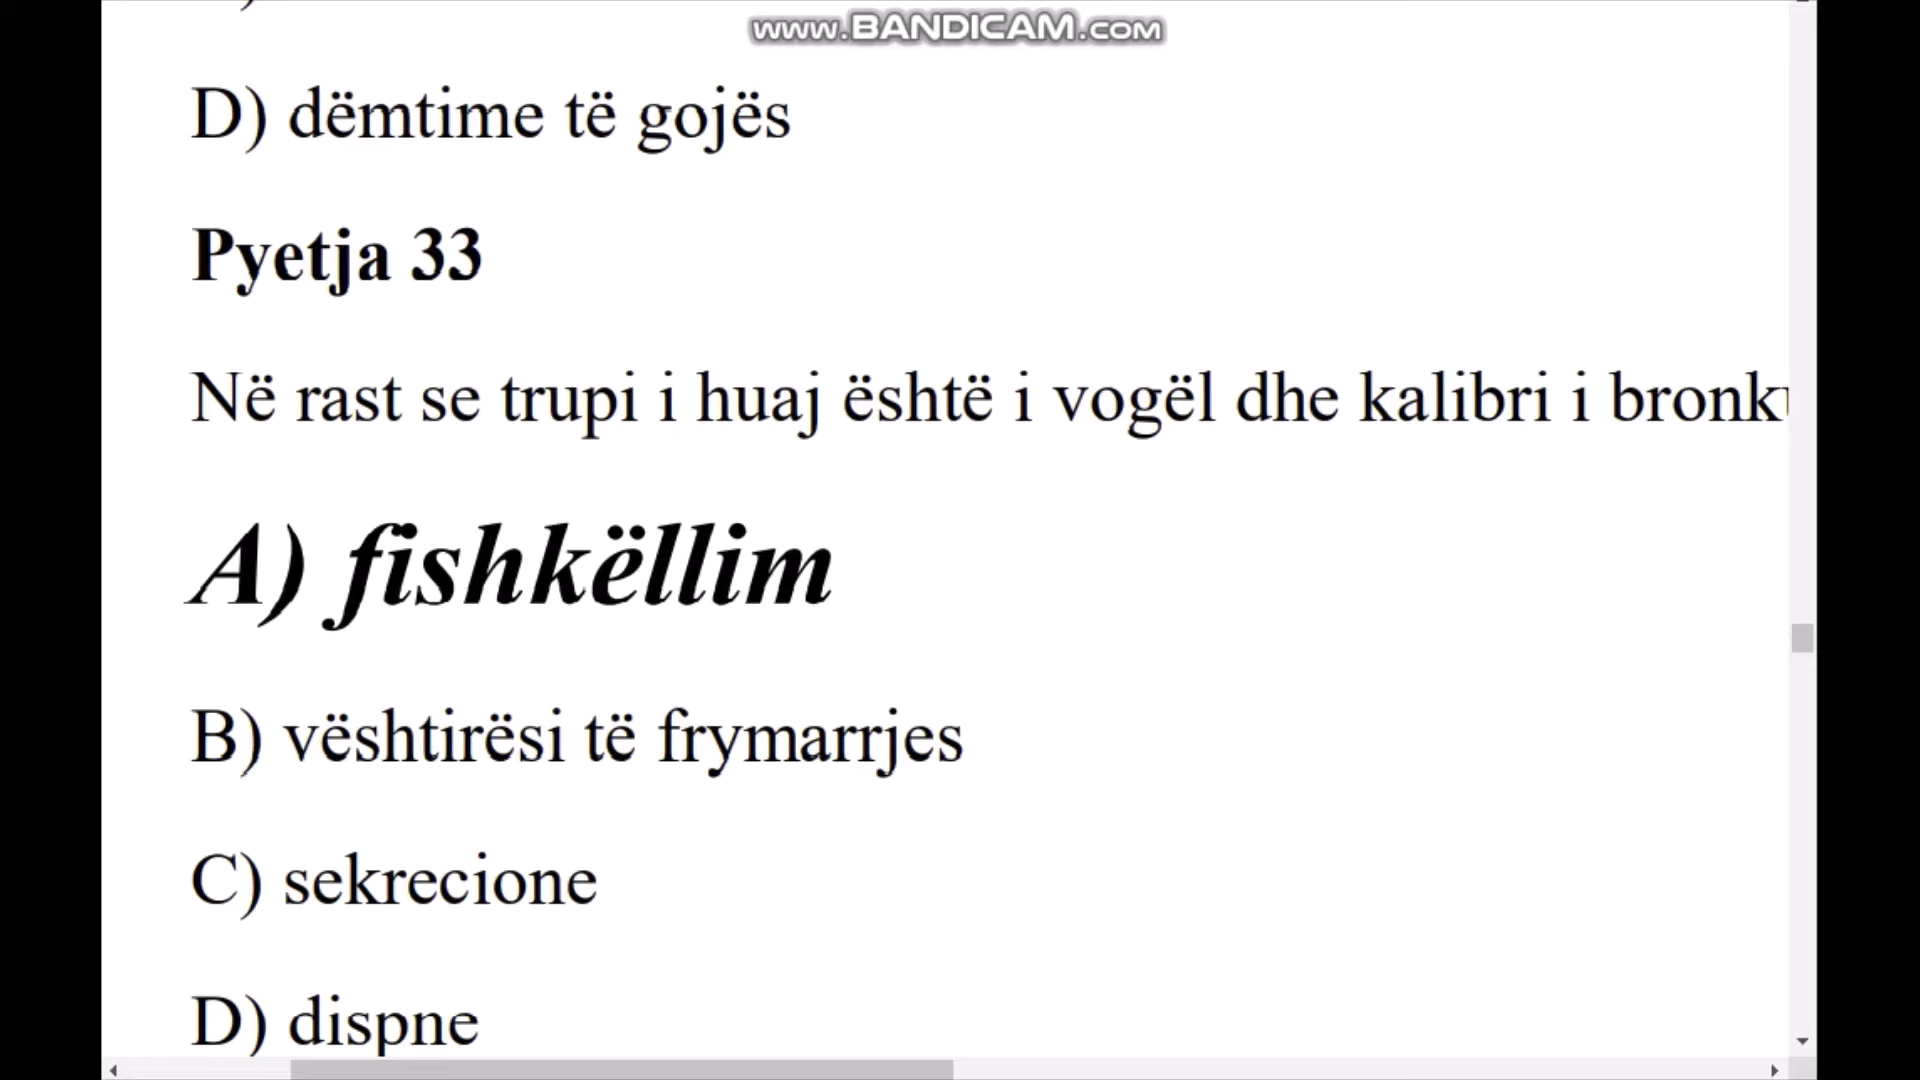 www.BANDICAM.com
D) dëmtime të gojës
Pyetja 33
Në rast se trupi i huaj është i vogël dhe kalibri i
A) fishkëllim
B) vështirësi të frymarrjes
C) sekrecione
D) dispne